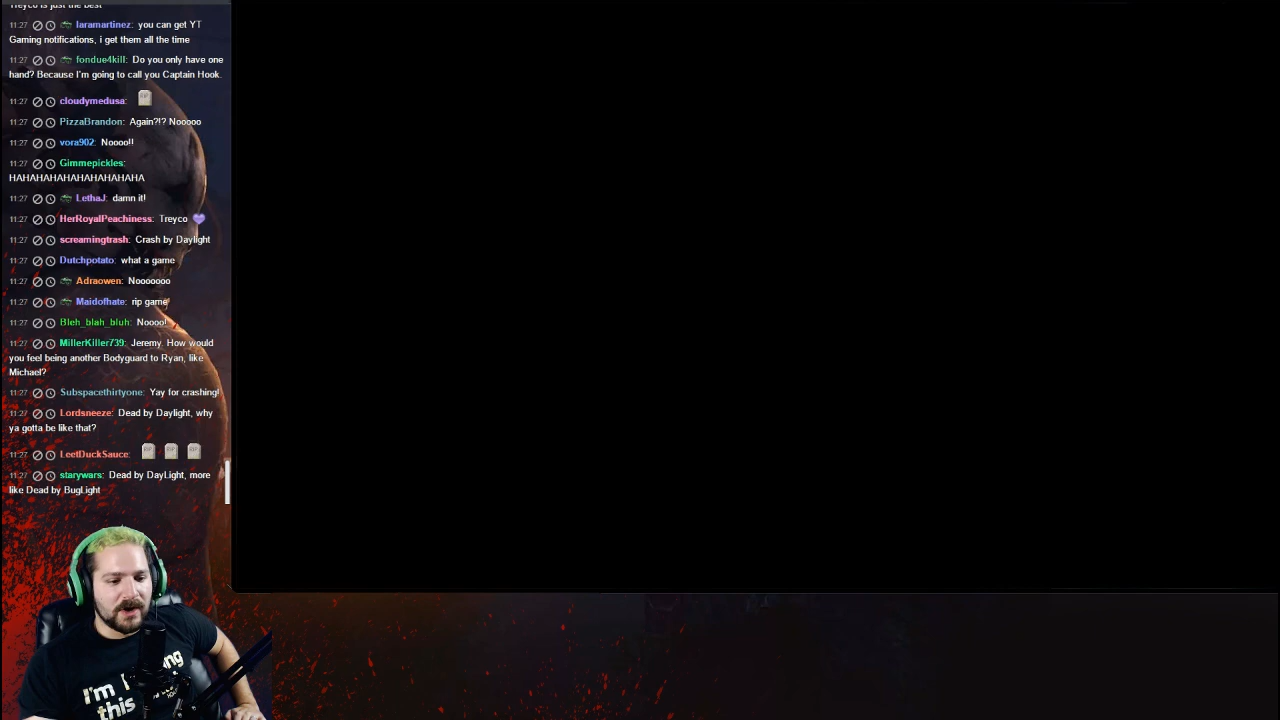 Treyco is just the best
11:27 laramartinez: you can get YT
Gaming notifications, i get them all the time
11:27 fondue4kill: Do you only have one
hand? Because I'm going to call you Captain Hook.
11:27 cloudymedusa:
11:27 PizzaBrandon: Again?!? Nooooo
11:27 vora902: Noooo!!
11:27 Gimmepickles:
HAHAHAHAHAHAHAHAHAHA
11:27 LethaJ: damn it!
11:27 HerRoyalPeachiness: Treyco
11:27 screamingtrash: Crash by Daylight
11:27 Dutchpotato: what a game
11:27 Adraowen: Nooooooo
11:27 Maidofhate: rip game
11:27 Bleh_blah_bluh: Noooo!
11:27 MillerKiller739: Jeremy. How would
you feel being another Bodyguard to Ryan, like
Michael?
11:27 Subspacethirtyone: Yay for crashing!
11:27 Lordsneeze: Dead by Daylight, why
ya gotta be like that?
11:27 LeetDuckSauce: RIP RIP RIP
11:27 starywars: Dead by DayLight, more
like Dead by BugLight
I'm
this